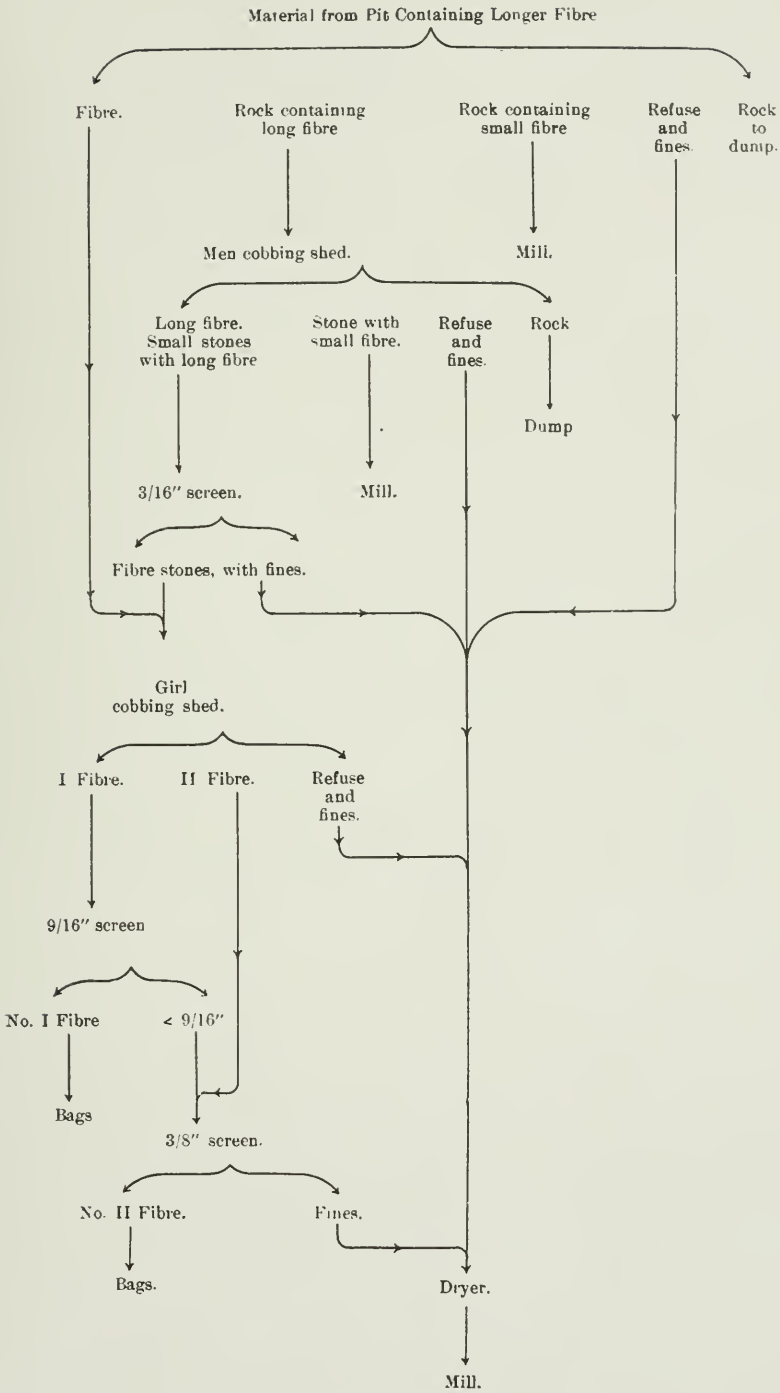 Material from Pit Containing Longer Fibre
Fibre.
Rock containing
long fibre
Rock containing
small fibre
Refuse
and
fines.
Rock
to
dump.
Men cobbing shed.
Mill.
Long fibre.
Small stones
with long fibre
Stone with
small fibre.
Refuse
and
fines.
Rock
Dump
3/16″ screen.
Mill.
Fibre stones, with fines.
Girl
cobbing shed.
I Fibre.
II Fibre.
Refuse
and
fines.
9/16″ screen
No. I Fibre
< 9/16″
Bags
3/8″ screen.
No. II Fibre.
Fines.
Bags.
Dryer.
Mill.